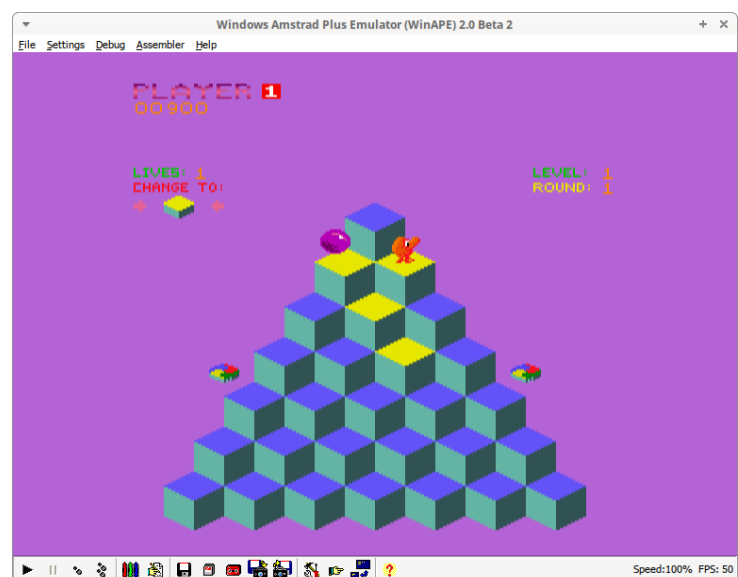 Windows Amstrad Plus Emulator (WinAPE) 2.0 Beta 2
File Settings Debug Assembler Help
PLAYER 1
00900
LIVES: 1
CHANGE TO:
LEVEL: 1
ROUND: 1
Speed:100% FPS: 50